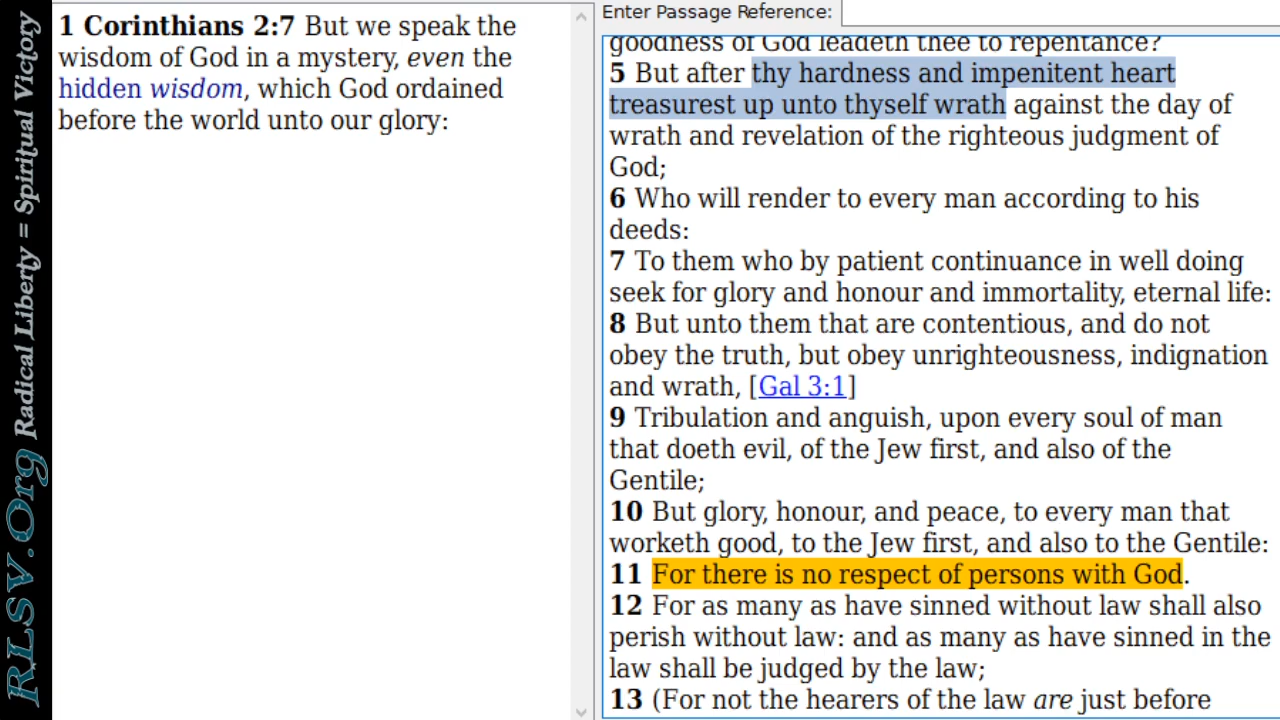 RLSV.Org Radical Liberty = Spiritual Victory
1 Corinthians 2:7 But we speak the
wisdom of God in a mystery, even the
hidden wisdom, which God ordained
before the world unto our glory:
Enter Passage Reference:
goodness of God leadeth thee to repentance?
5 But after thy hardness and impenitent heart
treasurest up unto thyself wrath against the day of
wrath and revelation of the righteous judgment of
God;
6 Who will render to every man according to his
deeds:
7 To them who by patient continuance in well doing
seek for glory and honour and immortality, eternal life:
8 But unto them that are contentious, and do not
obey the truth, but obey unrighteousness, indignation
and wrath, [Gal 3:1]
9 Tribulation and anguish, upon every soul of man
that doeth evil, of the Jew first, and also of the
Gentile;
10 But glory, honour, and peace, to every man that
worketh good, to the Jew first, and also to the Gentile:
11 For there is no respect of persons with God.
12 For as many as have sinned without law shall also
perish without law: and as many as have sinned in the
law shall be judged by the law;
13 (For not the hearers of the law are just before